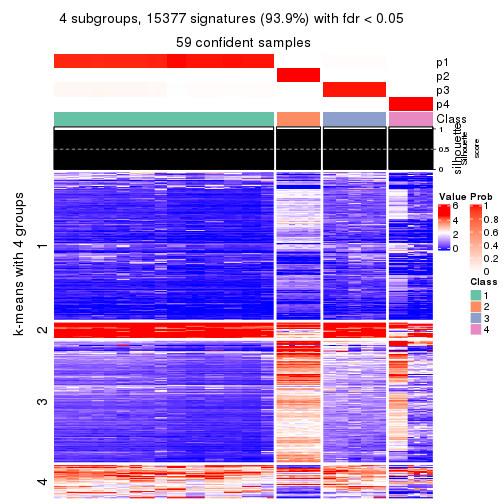 4 subgroups, 15377 signatures (93.9%) with fdr < 0.05
59 confident samples
p1
p2
p3
p4
Class
1
0.5
0
silhouette
Silhouette
score
k-means with 4 groups
1
2
3
4
Value
6
4
2
0
Prob
1
0.8
0.6
0.4
0.2
0
Class
1
2
3
4